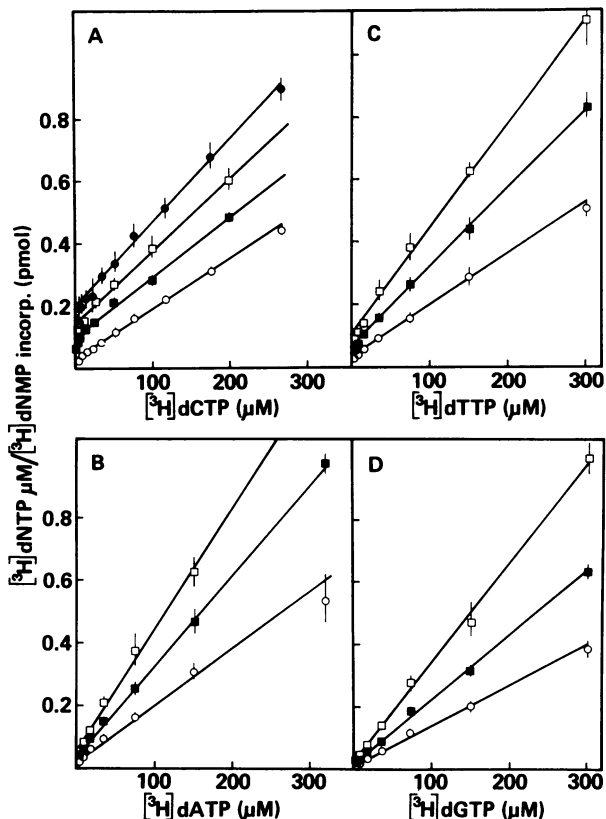 A
C
0.8
0.6
0.4
0.2
100 200 300
[³H]dCTP (μM)
100 200 300
[³H]dTTP (μM)
[³H]dNTP μM/[³H]dNMP incorp. (pmol)
B
D
0.8
0.6
0.4
0.2
100 200 300
[³H]dATP (μM)
100 200 300
[³H]dGTP (μM)